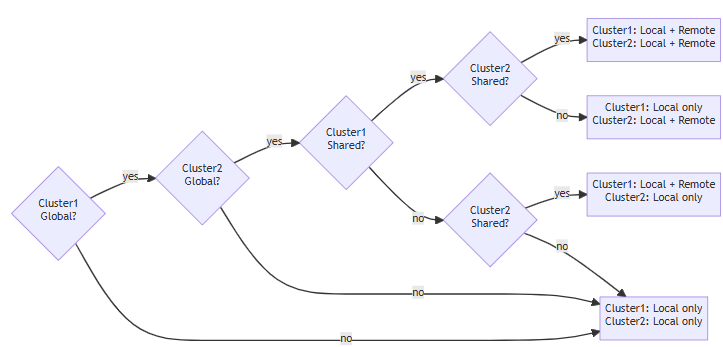 Cluster1
Global?
yes
Cluster2
Global?
yes
Cluster1
Shared?
yes
Cluster2
Shared?
yes
Cluster1: Local + Remote
Cluster2: Local + Remote
no
Cluster1: Local only
Cluster2: Local + Remote
no
Cluster2
Shared?
yes
Cluster1: Local + Remote
Cluster2: Local only
no
no
no
Cluster1: Local only
Cluster2: Local only